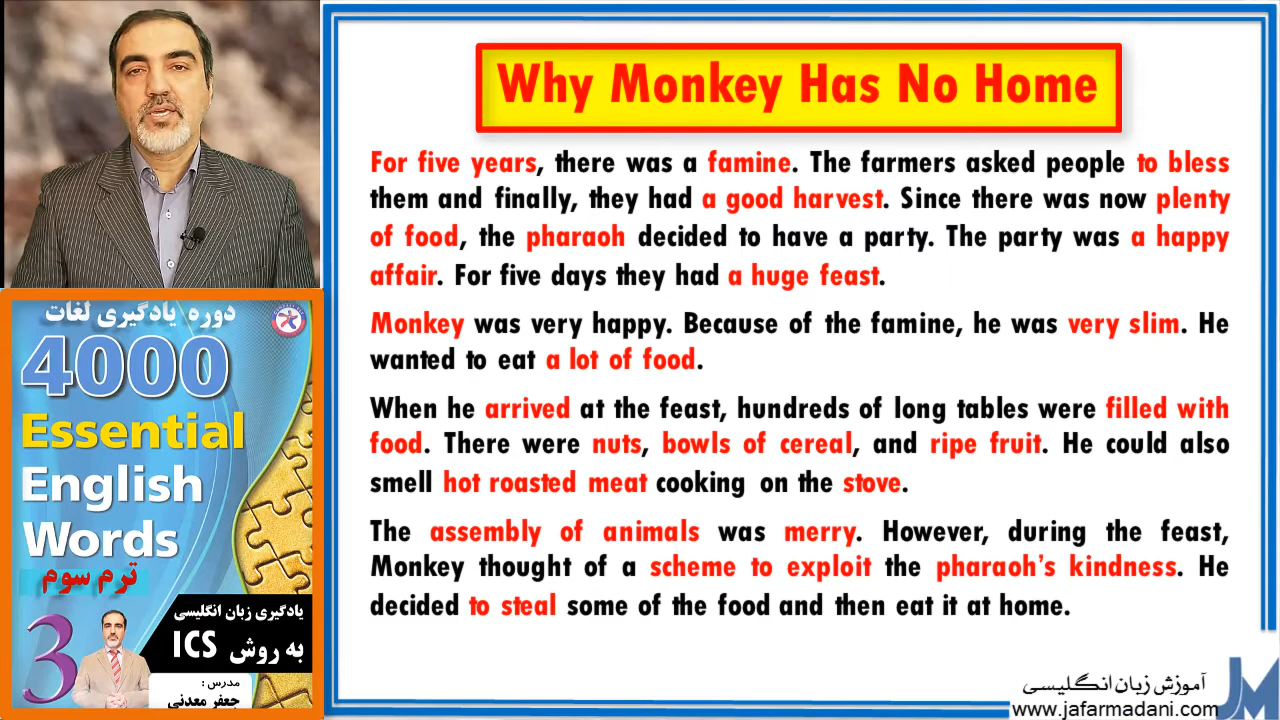 Why Monkey Has No Home
For five years, there was a famine. The farmers asked people to bless
them and finally, they had a good harvest. Since there was now plenty
of food, the pharaoh decided to have a party. The party was a happy
affair. For five days they had a huge feast.
Monkey was very happy. Because of the famine, he was very slim. He
wanted to eat a lot of food.
When he arrived at the feast, hundreds of long tables were filled with
food. There were nuts, bowls of cereal, and ripe fruit. He could also
smell hot roasted meat cooking on the stove.
The assembly of animals was merry. However, during the feast,
Monkey thought of a scheme to exploit the pharaoh's kindness. He
decided to steal some of the food and then eat it at home.
دوره یادگیری لغات
4000
Essential
English
Words
ترم سوم
3
یادگیری زبان انگلیسی
به روش ICS
مدرس :
جعفر معدنی
آموزش زبان انگلیسی
www.jafarmadani.com
JM